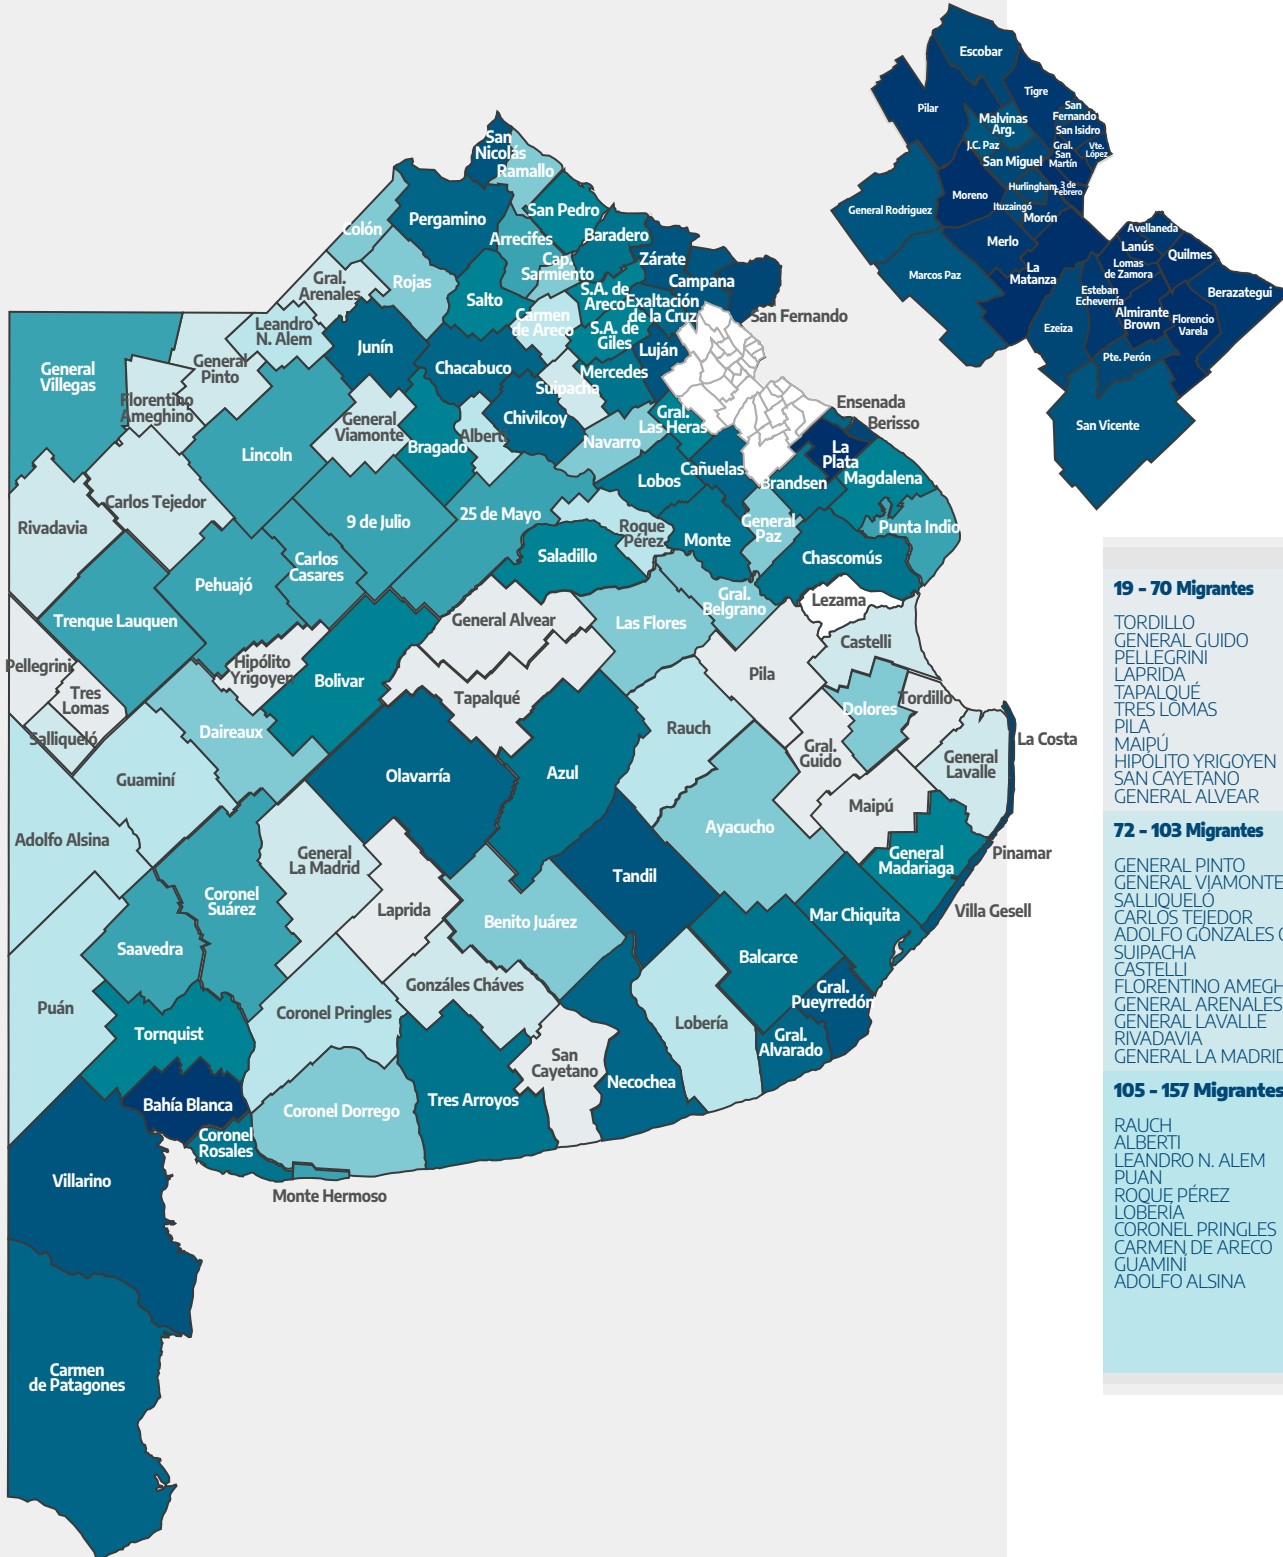 Escobar
Pilar
Tigre
San
Fernando
San Isidro
Malvinas
Arg.
J.C. Paz
Gral.
San
Martín
Vte.
López
San Miguel
Hurlingham
3 de
Febrero
Moreno
Ituzaingó
Morón
General Rodriguez
Merlo
La
Matanza
Marcos Paz
Avellaneda
Lanús
Quilmes
Lomas
de Zamora
Esteban
Echeverría
Berazategui
Almirante
Brown
Florencio
Varela
Ezeiza
Pte. Perón
San Vicente
San
Nicolás
Ramallo
San Pedro
Pergamino
Colón
Arrecifes
Baradero
Zárate
Cap.
Sarmiento
Campana
Gral.
Arenales
Rojas
Salto
S.A. de
Areco
Exaltación
de la Cruz
San Fernando
Carmen
de Areco
S.A. de
Giles
Leandro
N. Alem
Junín
Luján
General
Villegas
General
Pinto
Chacabuco
Mercedes
Suipacha
Florentino
Ameghino
General
Viamonte
Chivilcoy
Gral.
Las Heras
Ensenada
Berisso
Lincoln
Bragado
Albert
Navarro
La
Plata
Carlos Tejedor
Lobos
Cañuelas
Brandsen
Magdalena
Rivadavia
9 de Julio
25 de Mayo
Roque
Pérez
General
Paz
Punta Indio
Monte
Saladillo
Chascomús
Carlos
Casares
Pehuajó
Trenque Lauquen
General Alvear
Las Flores
Gral.
Belgrano
Lezama
Castelli
Pellegrini
Hipólito
Yrigoyen
Bolivar
Tres
Lomas
Tapalqué
Pila
Tordillo
Dolores
Salliqueló
Daireaux
Rauch
Gral.
Guido
La Costa
General
Lavalle
Guaminí
Olavarría
Azul
Maipú
Adolfo Alsina
Ayacucho
General
La Madrid
General
Madariaga
Pinamar
Tandil
Coronel
Suárez
Laprida
Benito Juárez
Mar Chiquita
Villa Gesell
Saavedra
Balcarce
Gonzáles Cháves
Gral.
Pueyrredón
Puán
Coronel Pringles
Lobería
Tornquist
Gral.
Alvarado
San
Cayetano
Necochea
Bahía Blanca
Coronel Dorrego
Tres Arroyos
Coronel
Rosales
Villarino
Monte Hermoso
Carmen
de Patagones
19 - 70 Migrantes
TORDILLO
GENERAL GUIDO
PELLEGRINI
LAPRIDA
TAPALQUÉ
TRES LOMAS
PILA
MAIPÚ
HIPÓLITO YRIGOYEN
SAN CAYETANO
GENERAL ALVEAR
72 - 103 Migrantes
GENERAL PINTO
GENERAL VIAMONTE
SALLIQUELÓ
CARLOS TEJEDOR
ADOLFO GONZALES C
SUIPACHA
CASTELLI
FLORENTINO AMEGH
GENERAL ARENALES
GENERAL LAVALLE
RIVADAVIA
GENERAL LA MADRID
105 - 157 Migrantes
RAUCH
ALBERTI
LEANDRO N. ALEM
PUAN
ROQUE PÉREZ
LOBERÍA
CORONEL PRINGLES
CARMEN DE ARECO
GUAMINÍ
ADOLFO ALSINA